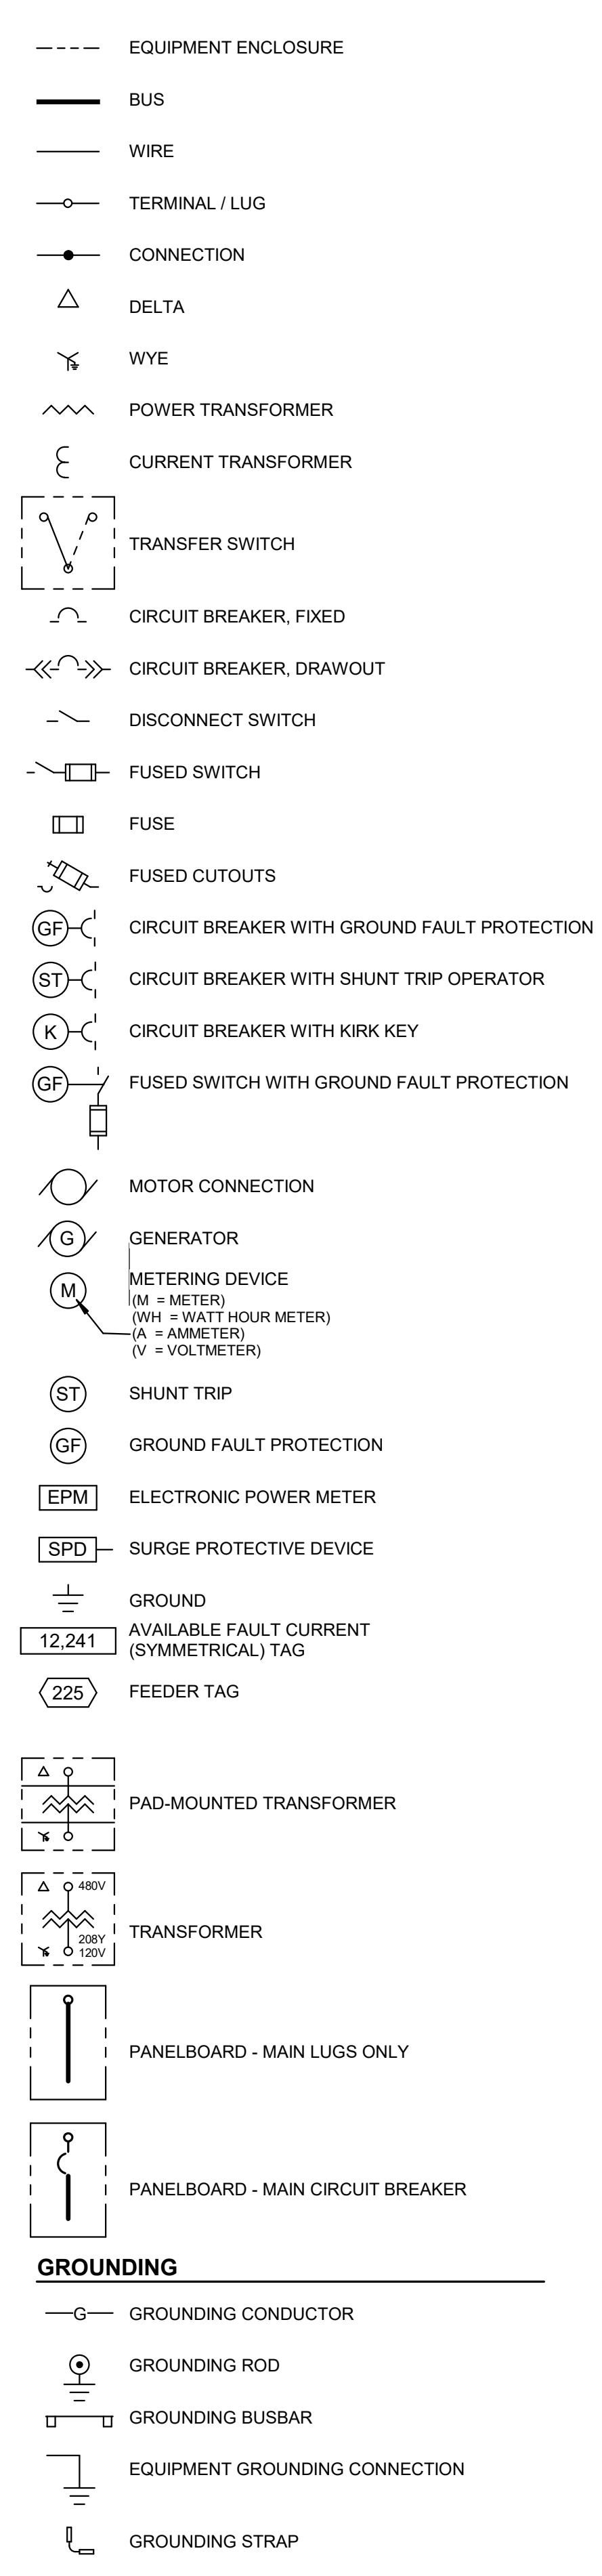 EQUIPMENT ENCLOSURE
BUS
WIRE
TERMINAL / LUG
CONNECTION
DELTA
WYE
POWER TRANSFORMER
CURRENT TRANSFORMER
TRANSFER SWITCH
CIRCUIT BREAKER, FIXED
CIRCUIT BREAKER, DRAWOUT
DISCONNECT SWITCH
FUSED SWITCH
FUSE
FUSED CUTOUTS
GF CIRCUIT BREAKER WITH GROUND FAULT PROTECTION
ST CIRCUIT BREAKER WITH SHUNT TRIP OPERATOR
K CIRCUIT BREAKER WITH KIRK KEY
GF FUSED SWITCH WITH GROUND FAULT PROTECTION
MOTOR CONNECTION
G GENERATOR
M METERING DEVICE
(M = METER)
(WH = WATT HOUR METER)
(A = AMMETER)
(V = VOLTMETER)
ST SHUNT TRIP
GF GROUND FAULT PROTECTION
EPM ELECTRONIC POWER METER
SPD SURGE PROTECTIVE DEVICE
GROUND
12,241 AVAILABLE FAULT CURRENT
(SYMMETRICAL) TAG
225 FEEDER TAG
PAD-MOUNTED TRANSFORMER
480V
TRANSFORMER
208Y
120V
PANELBOARD - MAIN LUGS ONLY
PANELBOARD - MAIN CIRCUIT BREAKER
GROUNDING
G GROUNDING CONDUCTOR
GROUNDING ROD
GROUNDING BUSBAR
EQUIPMENT GROUNDING CONNECTION
GROUNDING STRAP